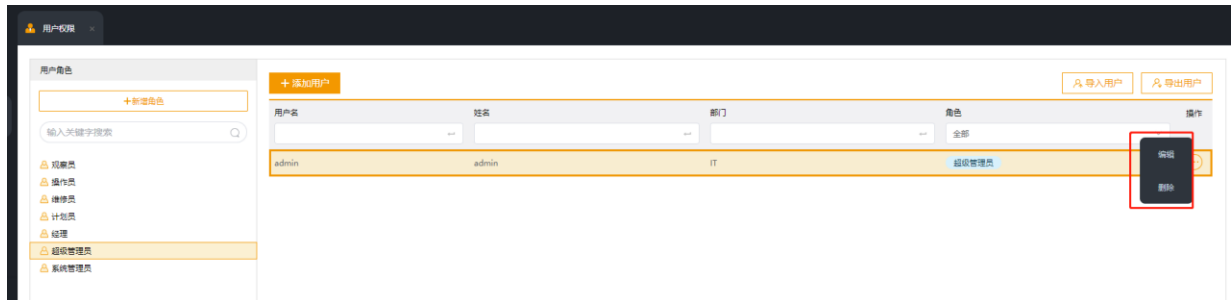 用户权限 ×
用户角色
+新增角色
输入关键字搜索
观察员
操作员
维修员
计划员
经理
超级管理员
系统管理员
+ 添加用户
导入用户
导出用户
用户名 姓名 部门 角色 操作
全部
admin admin IT 超级管理员
编辑
删除